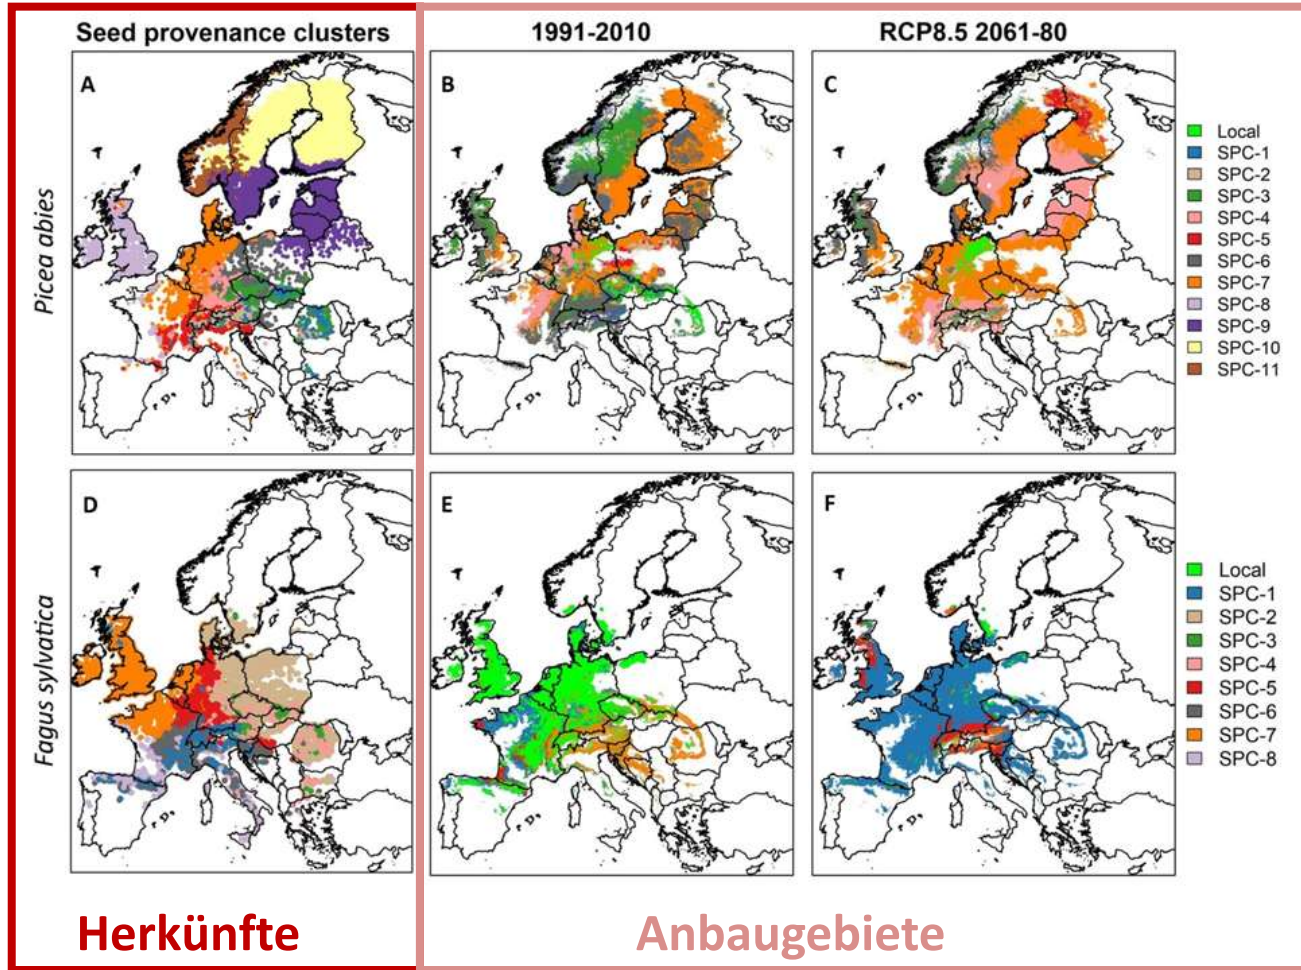 Seed provenance clusters
1991-2010
RCP8.5 2061-80
Picea abies
A
B
C
Local
SPC-1
SPC-2
SPC-3
SPC-4
SPC-5
SPC-6
SPC-7
SPC-8
SPC-9
SPC-10
SPC-11
Fagus sylvatica
D
E
F
Local
SPC-1
SPC-2
SPC-3
SPC-4
SPC-5
SPC-6
SPC-7
SPC-8
Herkünfte
Anbaugebiete